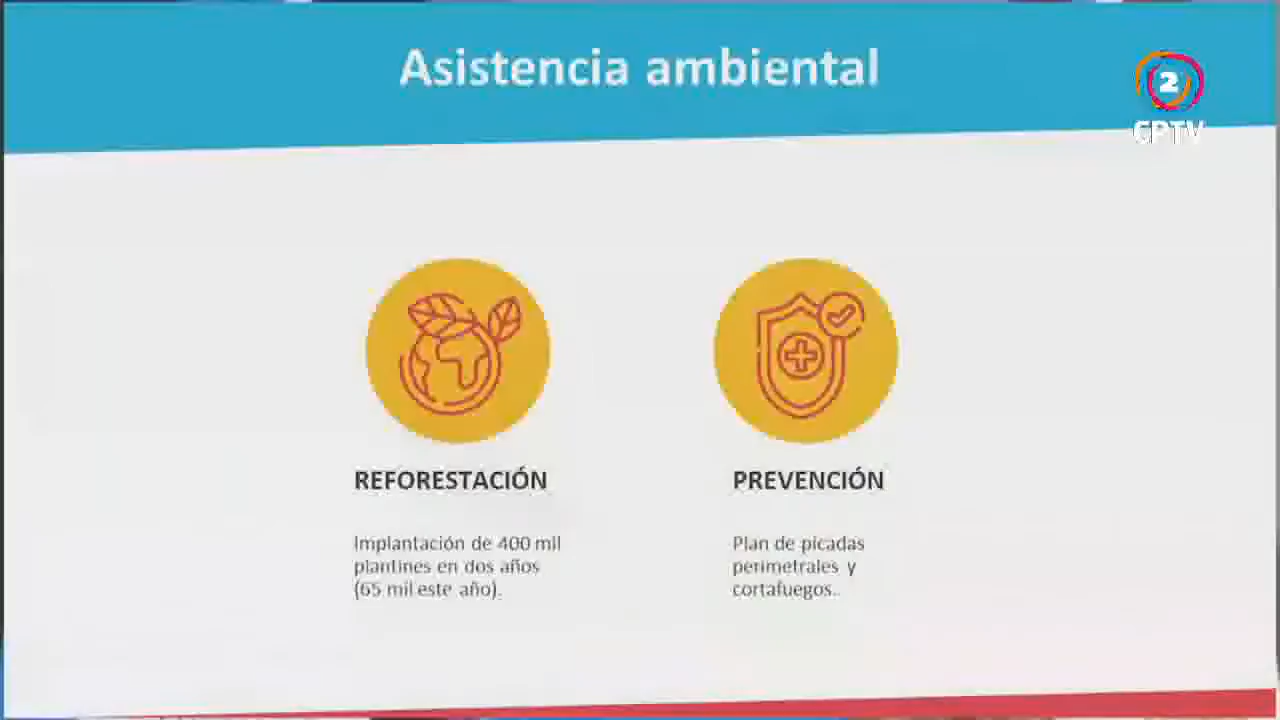 Asistencia ambiental
2
GPTV
REFORESTACIÓN
Implantación de 400 mil
plantines en dos años
(65 mil este año).
PREVENCIÓN
Plan de picadas
perimetrales y
cortafuegos.